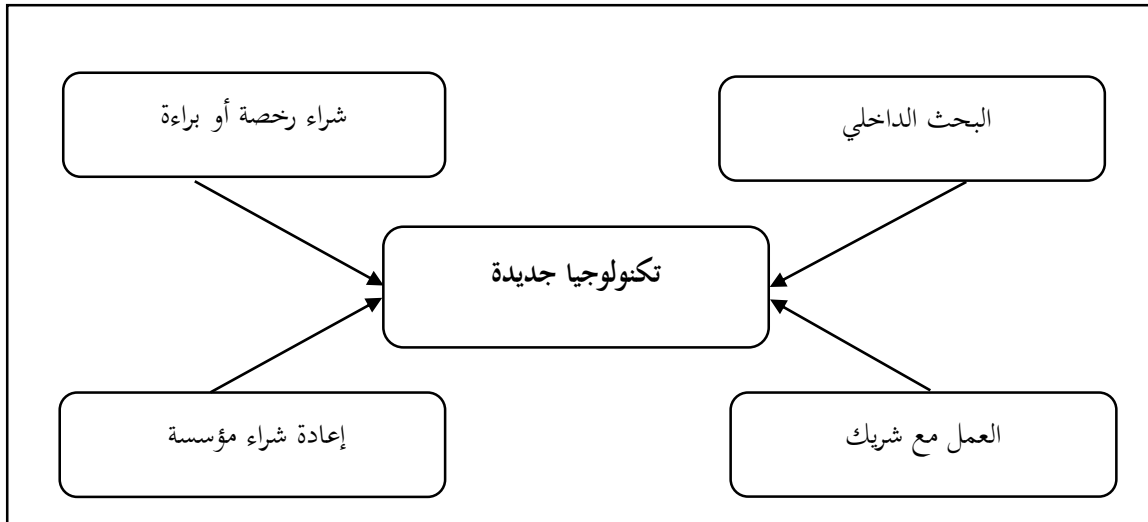 البحث الداخلي
شراء رخصة أو براءة
تكنولوجيا جديدة
العمل مع شريك
إعادة شراء مؤسسة